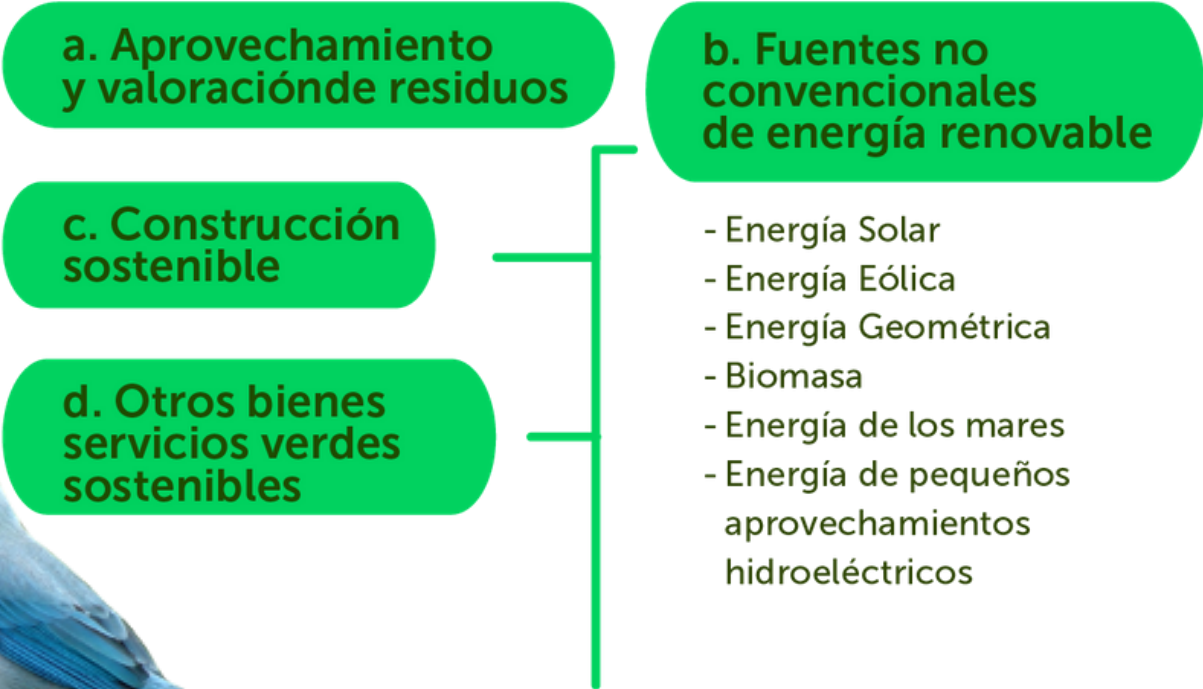 a. Aprovechamiento
y valoraciónde residuos
b. Fuentes no
convencionales
de energía renovable
- Energía Solar
- Energía Eólica
- Energía Geométrica
- Biomasa
- Energía de los mares
- Energía de pequeños
aprovechamientos
hidroeléctricos
c. Construcción
sostenible
d. Otros bienes
servicios verdes
sostenibles